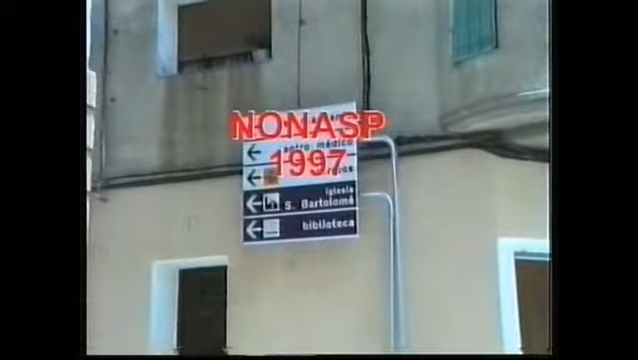 NONASP
1997
centro médico
iglesia
S. Bartolomé
biblioteca